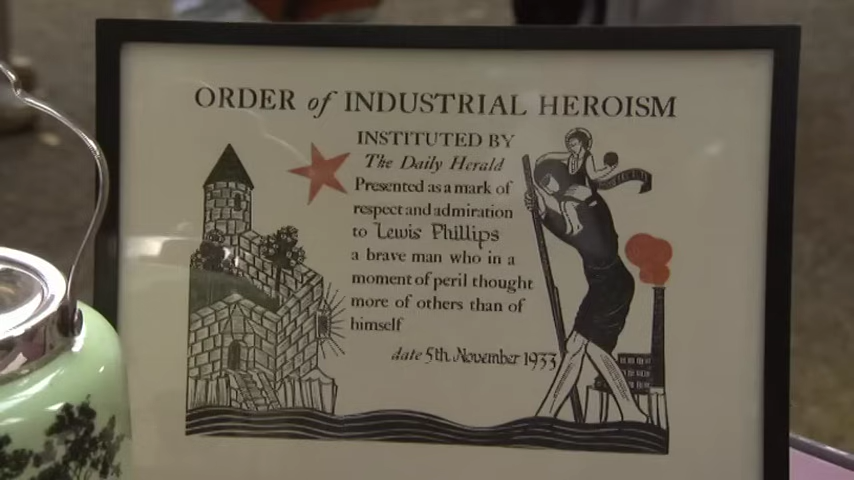 ORDER of INDUSTRIAL HEROISM
INSTITUTED BY
The Daily Herald
Presented as a mark of
respect and admiration
to Lewis Phillips
a brave man who in a
moment of peril thought
more of others than of
himself
date 5th November 1933